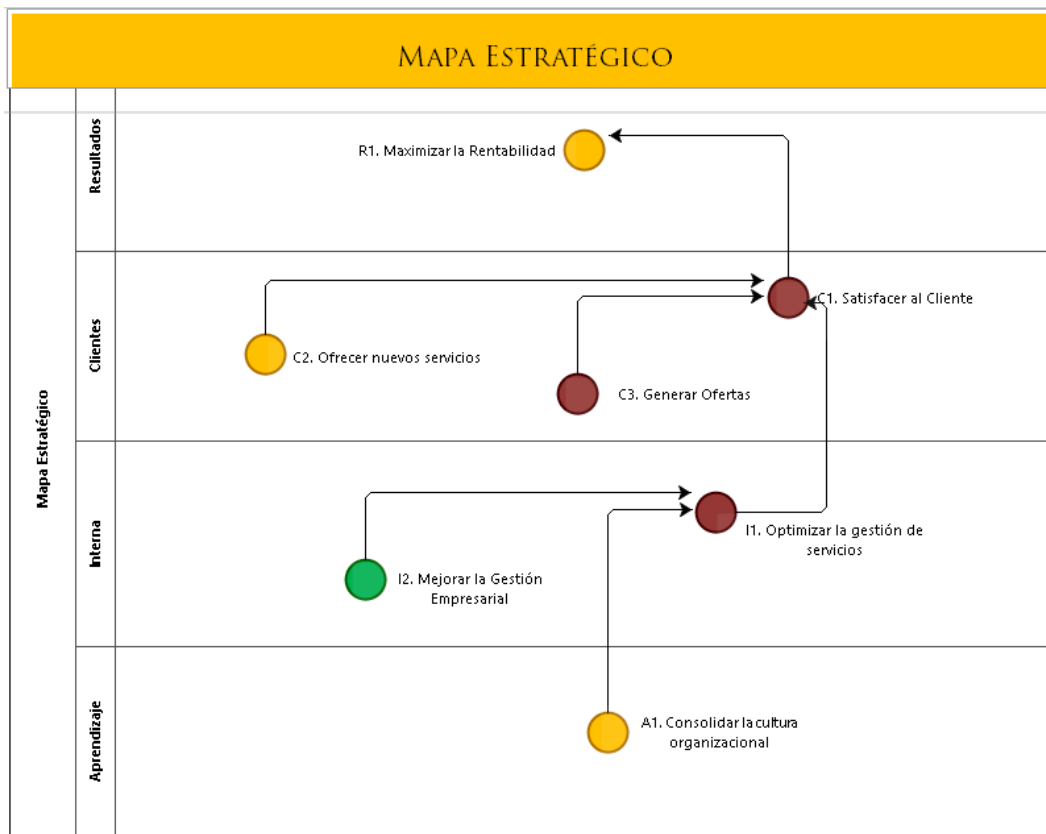 MAPA ESTRATÉGICO
Mapa Estratégico
Resultados
R1. Maximizar la Rentabilidad
Clientes
C1. Satisfacer al Cliente
C2. Ofrecer nuevos servicios
C3. Generar Ofertas
Interna
I1. Optimizar la gestión de
servicios
I2. Mejorar la Gestión
Empresarial
Aprendizaje
A1. Consolidar la cultura
organizacional